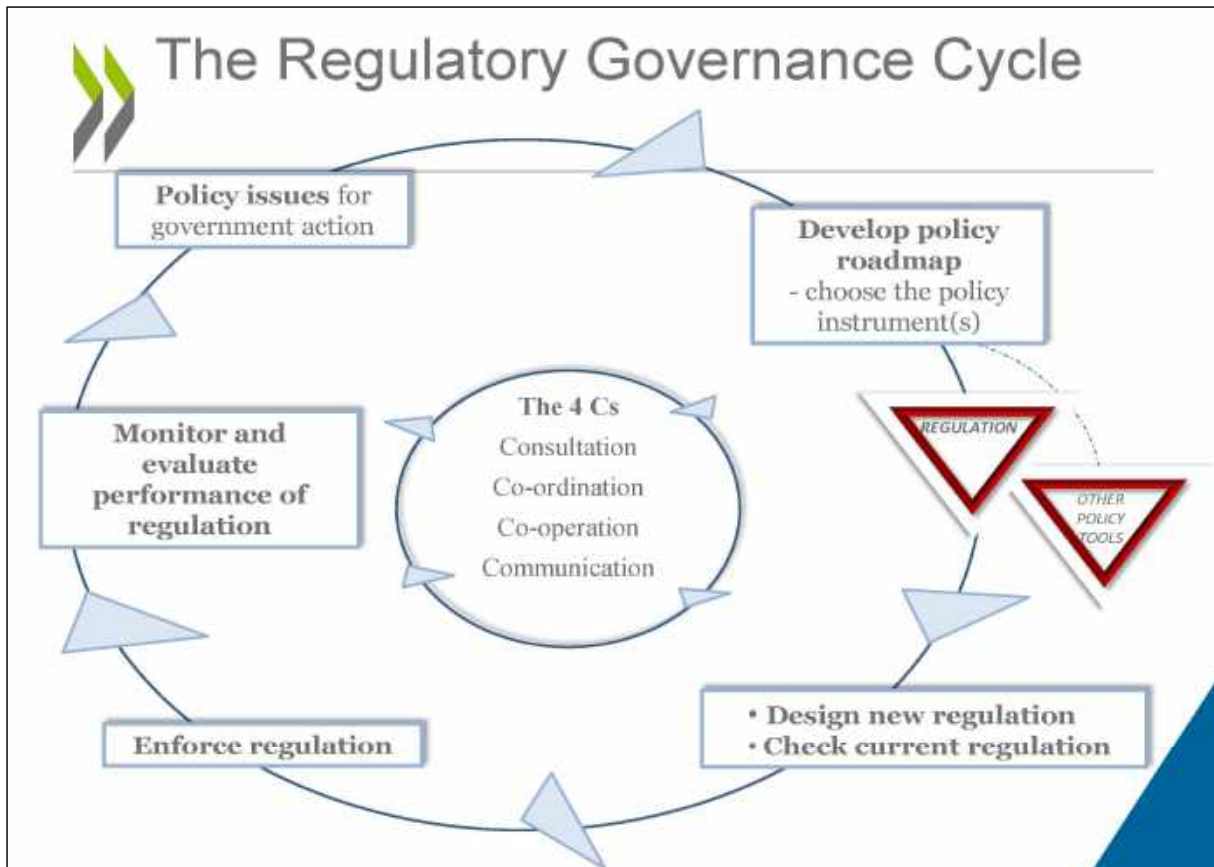 The Regulatory Governance Cycle
Policy issues for
government action
Develop policy
roadmap
- choose the policy
instrument(s)
REGULATION
OTHER
POLICY
TOOLS
The 4 Cs
Consultation
Co-ordination
Co-operation
Communication
Monitor and
evaluate
performance of
regulation
• Design new regulation
• Check current regulation
Enforce regulation